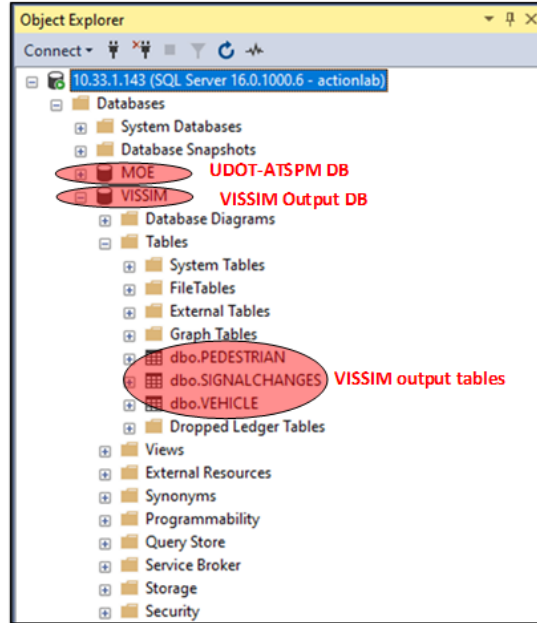 Object Explorer
Connect
10.33.1.143 (SQL Server 16.0.1000.6 - actionlab)
Databases
System Databases
Database Snapshots
MOE UDOT-ATSPM DB
VISSIM VISSIM Output DB
Database Diagrams
Tables
System Tables
FileTables
External Tables
Graph Tables
dbo.PEDESTRIAN
dbo.SIGNALCHANGES VISSIM output tables
dbo.VEHICLE
Dropped Ledger Tables
Views
External Resources
Synonyms
Programmability
Query Store
Service Broker
Storage
Security